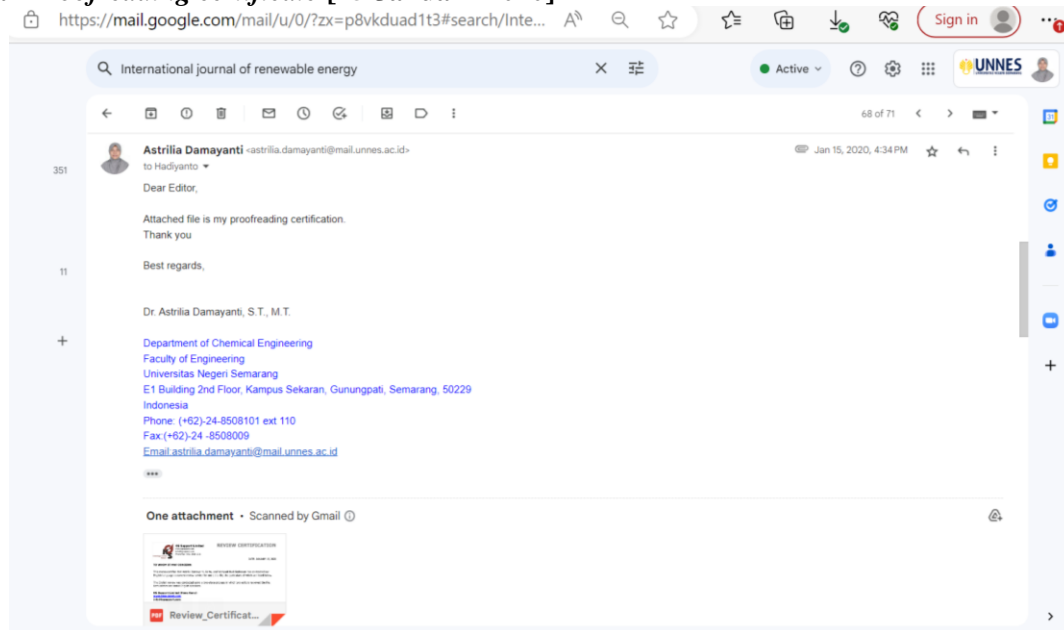 https://mail.google.com/mail/u/0/?zx=p8vkduad1t3#search/Inte...
Sign in
International journal of renewable energy
Active
UNNES
68 of 71
Astrilia Damayanti <astrilia.damayanti@mail.unnes.ac.id>
Jan 15, 2020, 4:34 PM
to Hadiyanto
351
Dear Editor,
Attached file is my proofreading certification.
Thank you
11
Best regards,
Dr. Astrilia Damayanti, S.T., M.T.
Department of Chemical Engineering
Faculty of Engineering
Universitas Negeri Semarang
E1 Building 2nd Floor, Kampus Sekaran, Gunungpati, Semarang, 50229
Indonesia
Phone: (+62)-24-8508101 ext 110
Fax:(+62)-24 -8508009
Email:astrilia.damayanti@mail.unnes.ac.id
One attachment • Scanned by Gmail
REVIEW CERTIFICATION
PDF Review_Certificat...